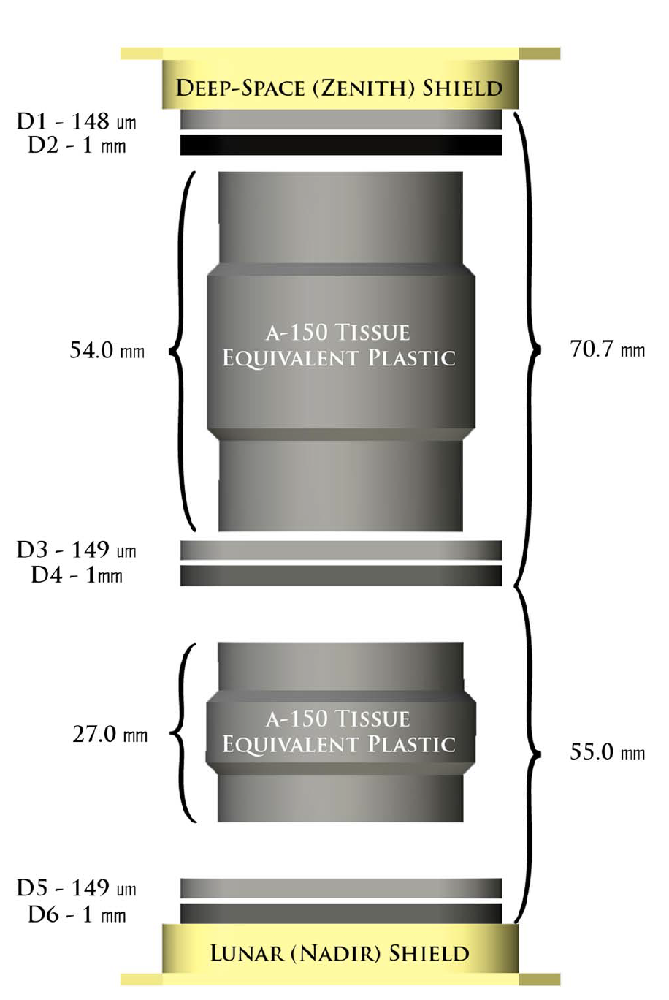 DEEP-SPACE (ZENITH) SHIELD
D1 - 148 um
D2 - 1 mm
A-150 TISSUE
EQUIVALENT PLASTIC
54.0 mm
70.7 mm
D3 - 149 um
D4 - 1mm
A-150 TISSUE
EQUIVALENT PLASTIC
27.0 mm
55.0 mm
D5 - 149 um
D6 - 1 mm
LUNAR (NADIR) SHIELD